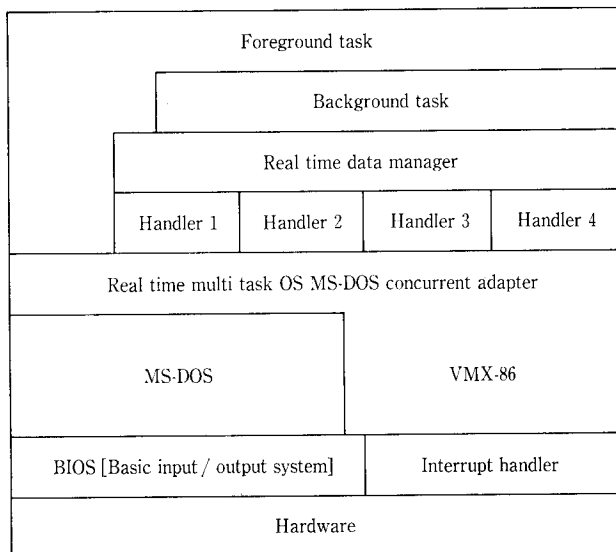 Foreground task
Background task
Real time data manager
Handler 1 Handler 2 Handler 3 Handler 4
Real time multi task OS MS-DOS concurrent adapter
MS-DOS VMX-86
BIOS [Basic input / output system] Interrupt handler
Hardware